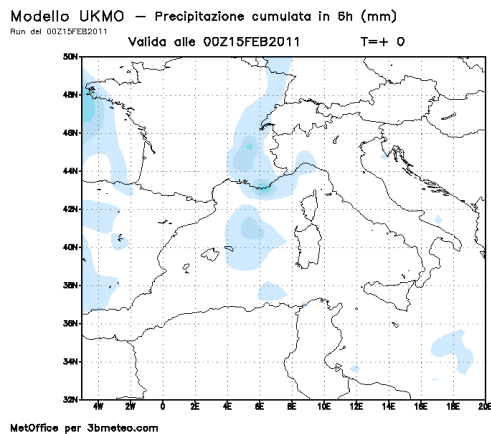 Modello UKMO – Precipitazione cumulata in 6h (mm)
Run del 00Z15FEB2011
Valida alle 00Z15FEB2011 T=+ 0
50N
48N
46N
44N
42N
40N
38N
36N
34N
32N
4W 2W 0 2E 4E 6E 8E 10E 12E 14E 16E 18E 20E
MetOffice per 3bmeteo.com